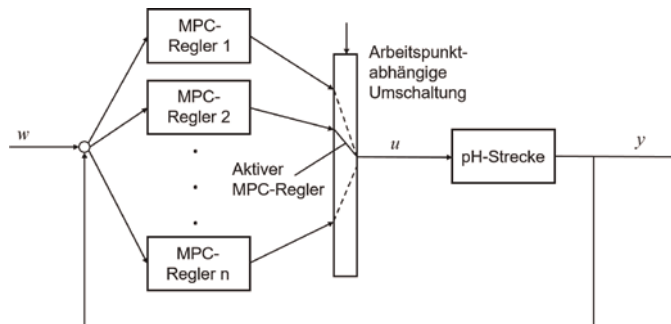 MPC-
Regler 1
Arbeitspunkt-
abhängige
Umschaltung
MPC-
Regler 2
w
u
y
pH-Strecke
Aktiver
MPC-Regler
MPC-
Regler n